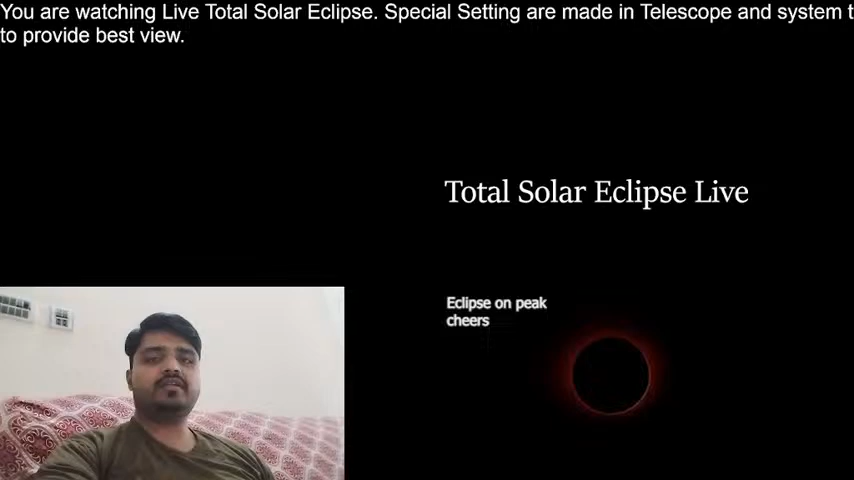 You are watching Live Total Solar Eclipse. Special Setting are made in Telescope and system t
to provide best view.
Total Solar Eclipse Live
Eclipse on peak
cheers